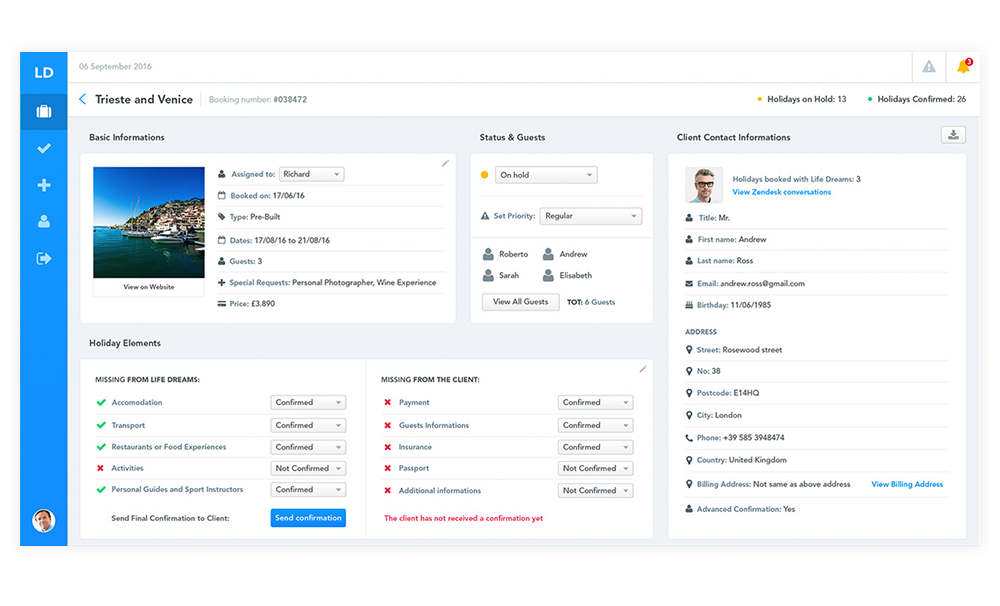 LD
06 September 2016
3
Trieste and Venice
Booking number: #038472
Holidays on Hold: 13
Holidays Confirmed: 26
Basic Informations
View on Website
Assigned to: Richard
Booked on: 17/06/16
Type: Pre-Built
Dates: 17/08/16 to 21/08/16
Guests: 3
Special Requests: Personal Photographer, Wine Experience
Price: £3.890
Status & Guests
On hold
Set Priority: Regular
Roberto Andrew
Sarah Elisabeth
View All Guests TOT: 6 Guests
Client Contact Informations
Holidays booked with Life Dreams: 3
View Zendesk conversations
Title: Mr.
First name: Andrew
Last name: Ross
Email: andrew.ross@gmail.com
Birthday: 11/06/1985
ADDRESS
Street: Rosewood street
No: 38
Postcode: E14HQ
City: London
Phone: +39 585 3948474
Country: United Kingdom
Billing Address: Not same as above address View Billing Address
Advanced Confirmation: Yes
Holiday Elements
MISSING FROM LIFE DREAMS:
Accomodation Confirmed
Transport Confirmed
Restaurants or Food Experiences Confirmed
Activities Not Confirmed
Personal Guides and Sport Instructors Confirmed
Send Final Confirmation to Client: Send confirmation
MISSING FROM THE CLIENT:
Payment Confirmed
Guests Informations Confirmed
Insurance Confirmed
Passport Not Confirmed
Additional informations Not Confirmed
The client has not received a confirmation yet